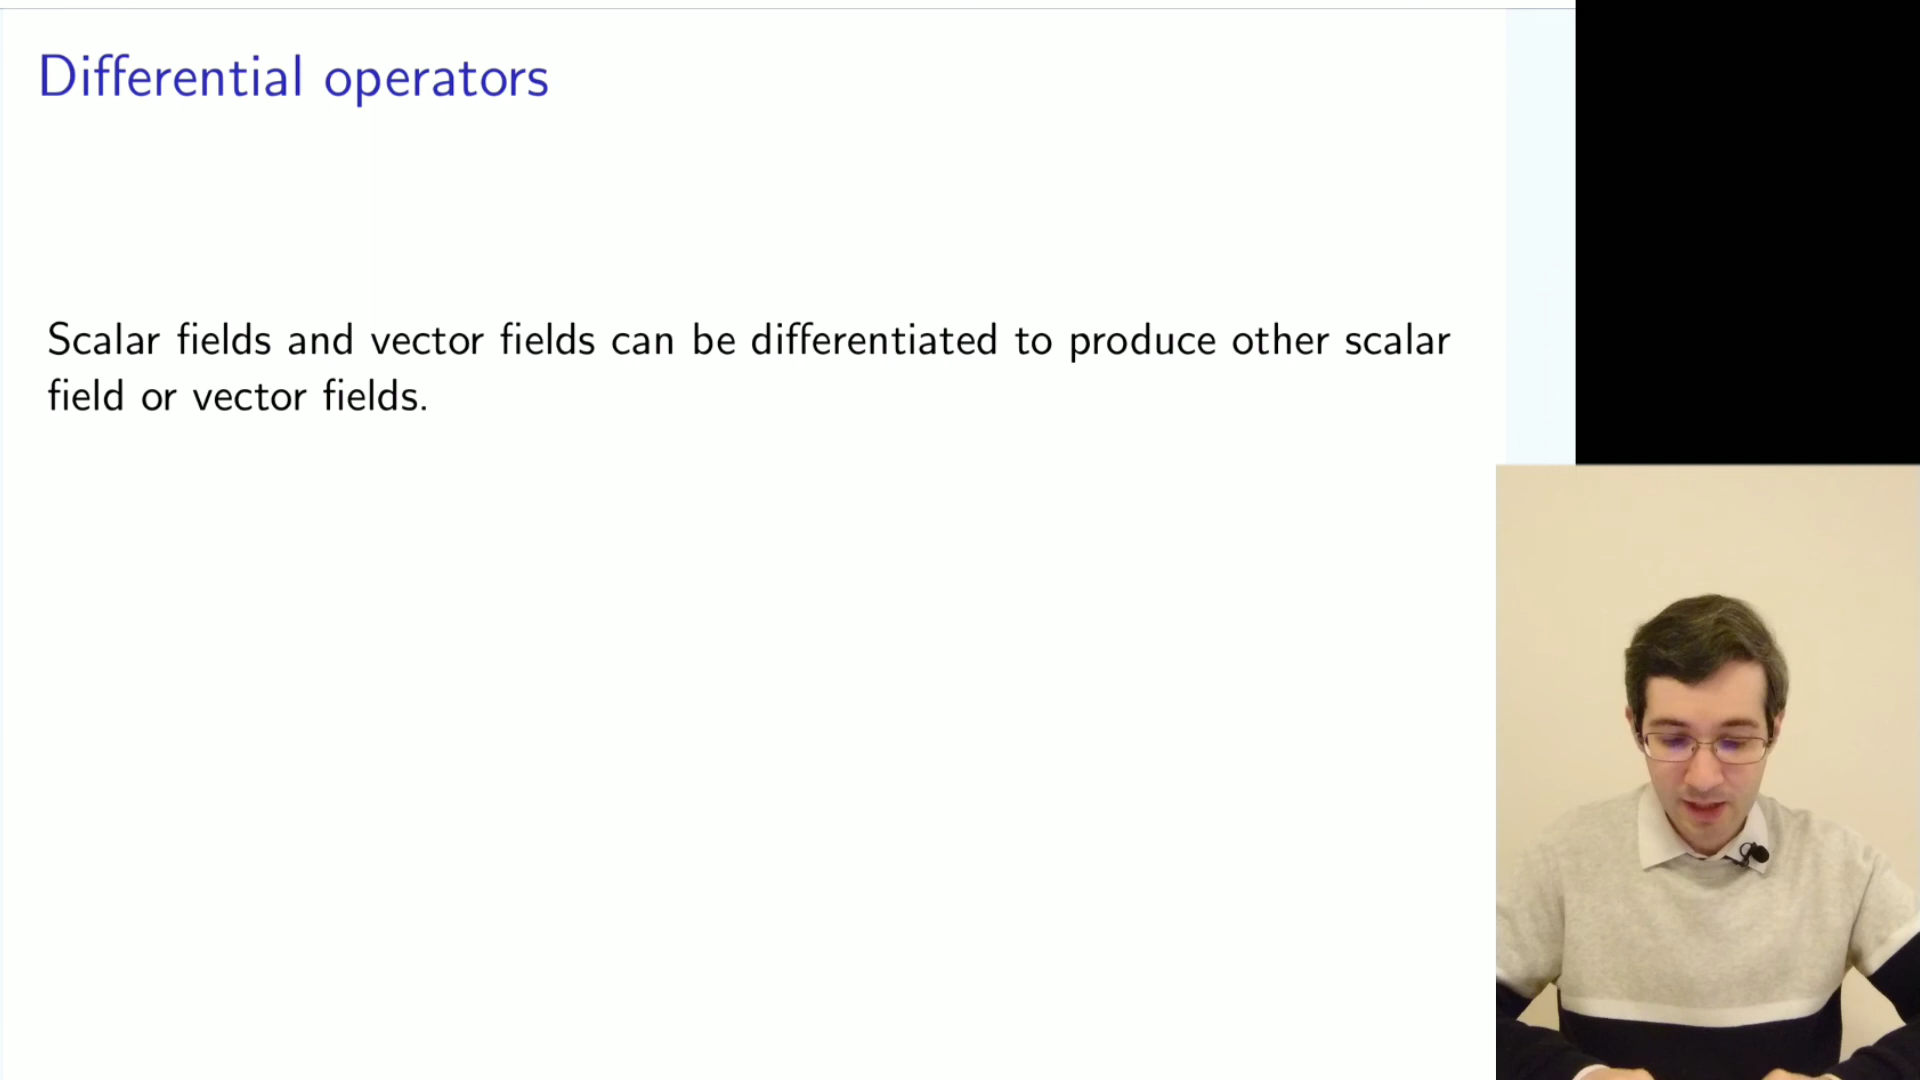 Differential operators
Scalar fields and vector fields can be differentiated to produce other scalar
field or vector fields.